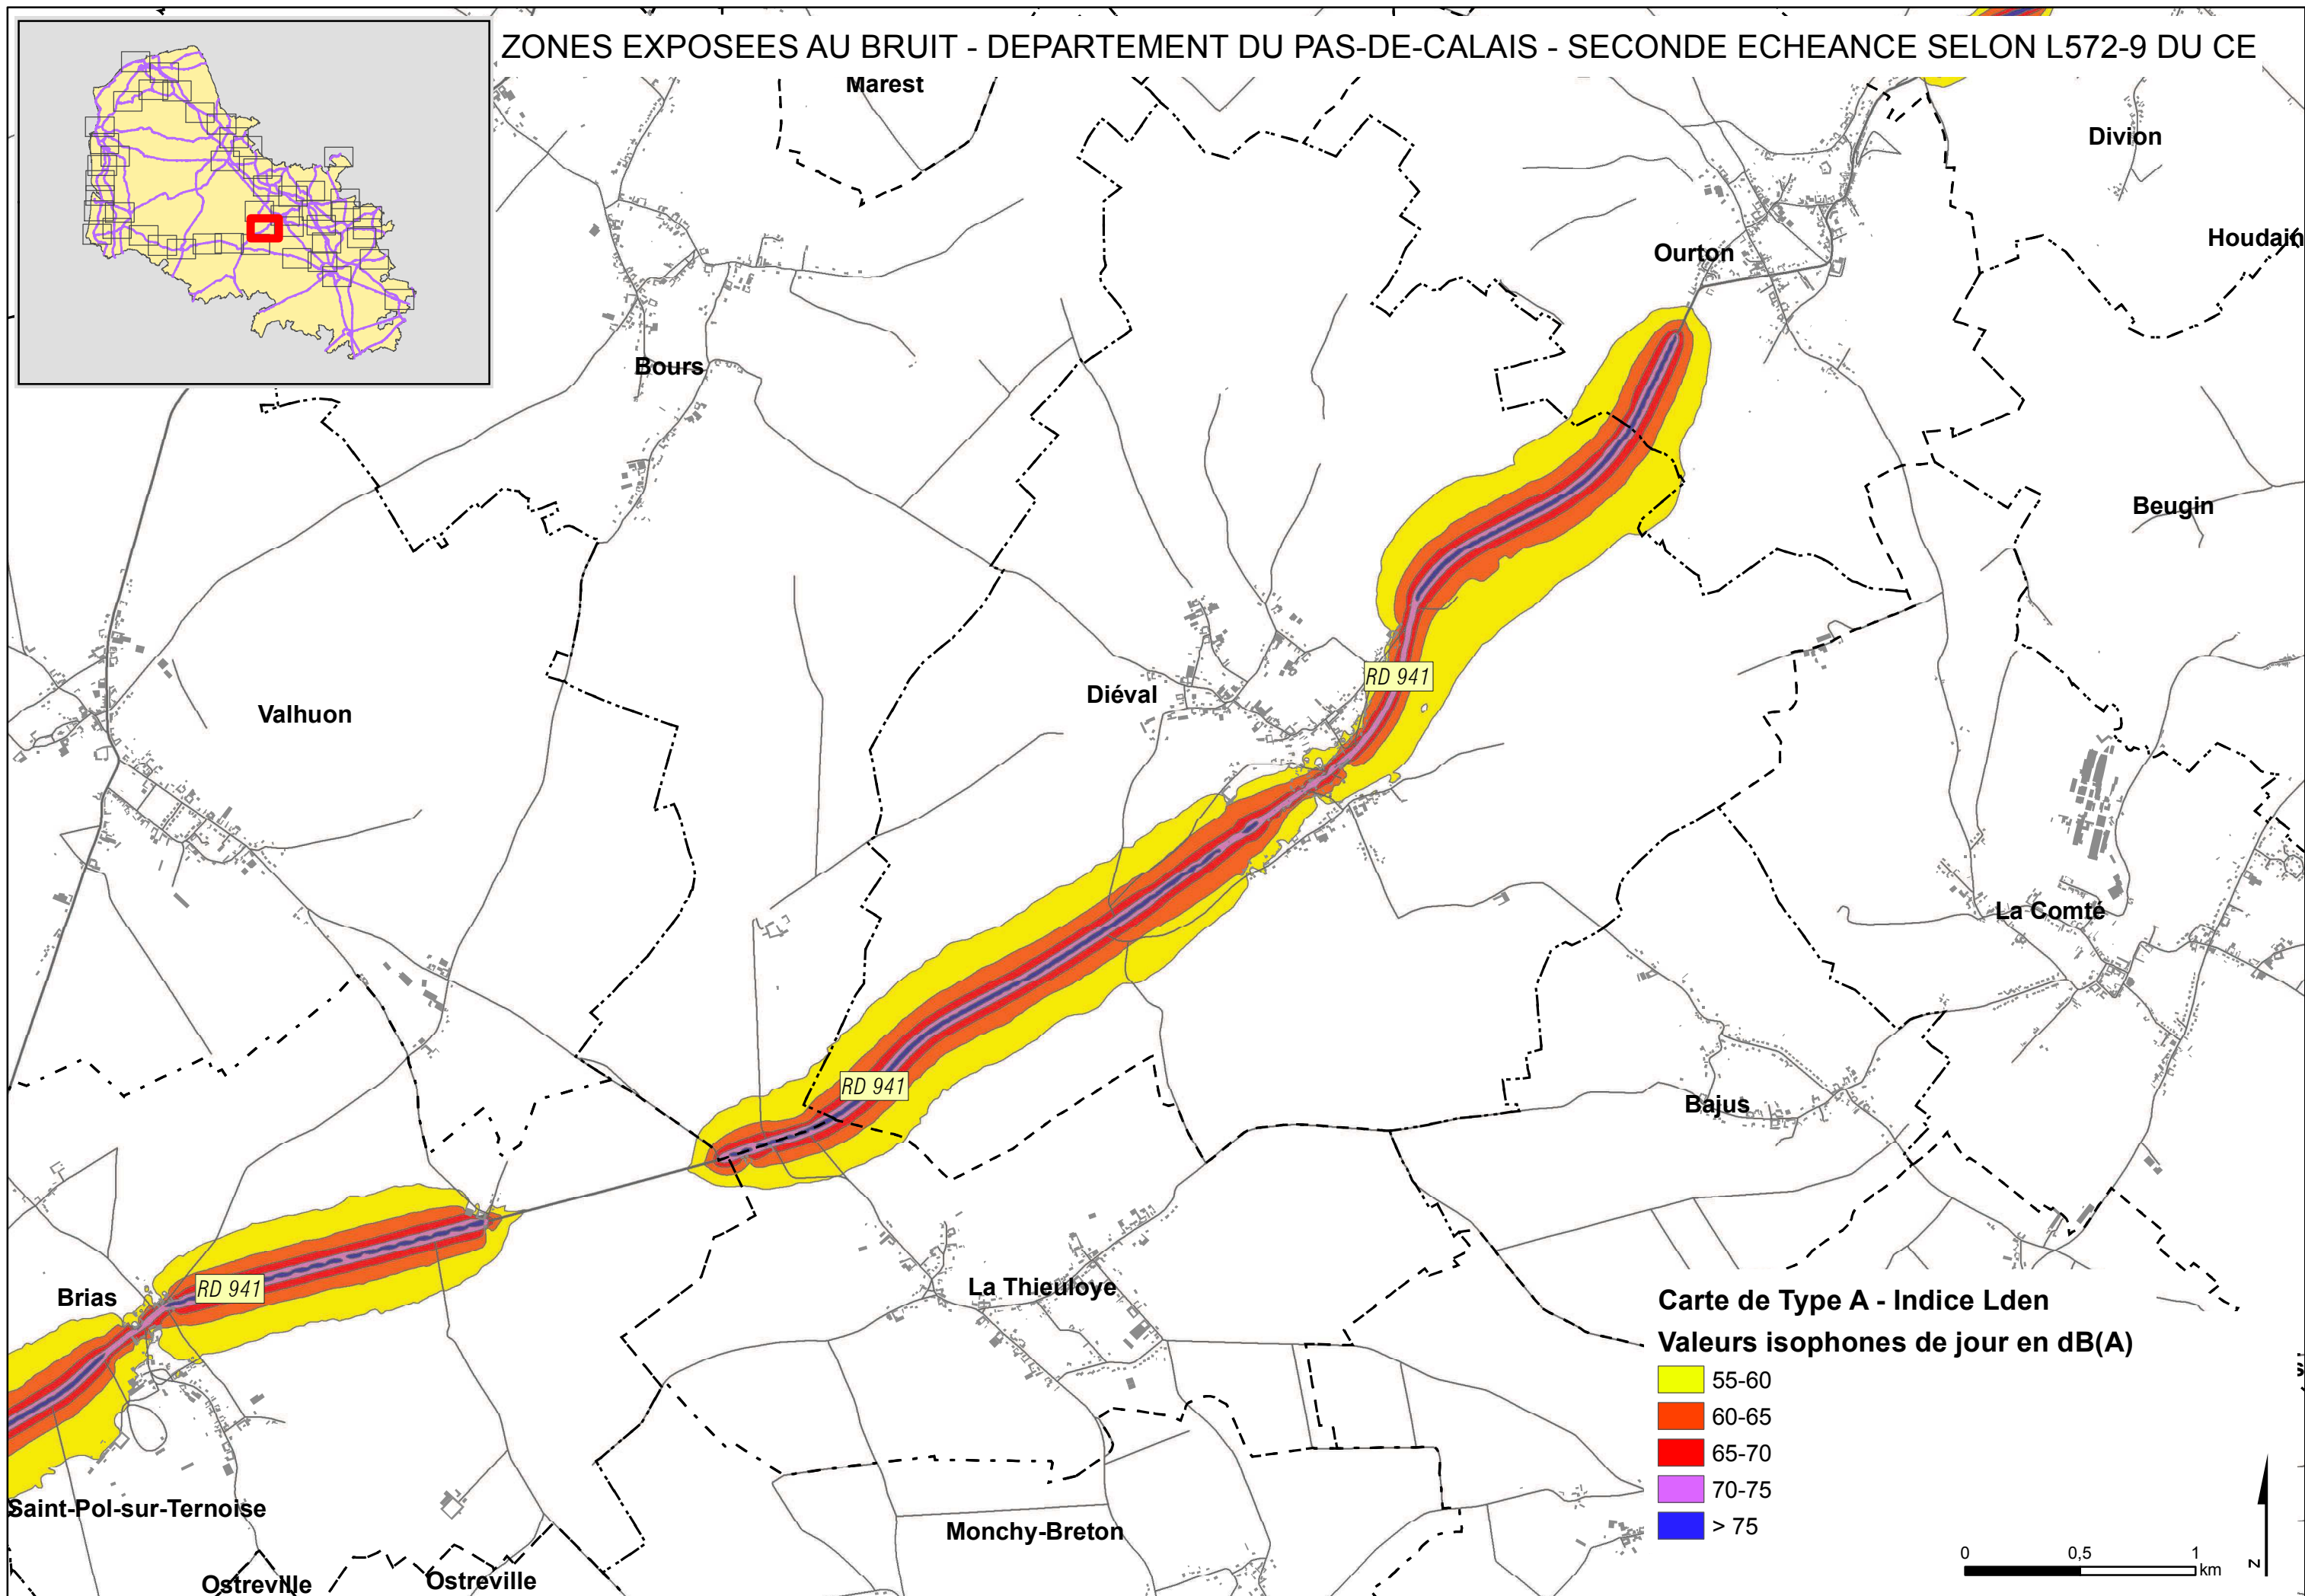 ZONES EXPOSEES AU BRUIT - DEPARTEMENT DU PAS-DE-CALAIS - SECONDE ECHEANCE SELON L572-9 DU CE
Marest
Divion
Houdain
Ourton
Bours
Beugin
RD 941
Diéval
Valhuon
La Comté
RD 941
Bajus
RD 941
Brias
La Thieuloye
Saint-Pol-sur-Ternoise
Monchy-Breton
Ostreville
Ostreville
Carte de Type A - Indice Lden
Valeurs isophones de jour en dB(A)
55-60
60-65
65-70
70-75
> 75
0 0,5 1
km
N